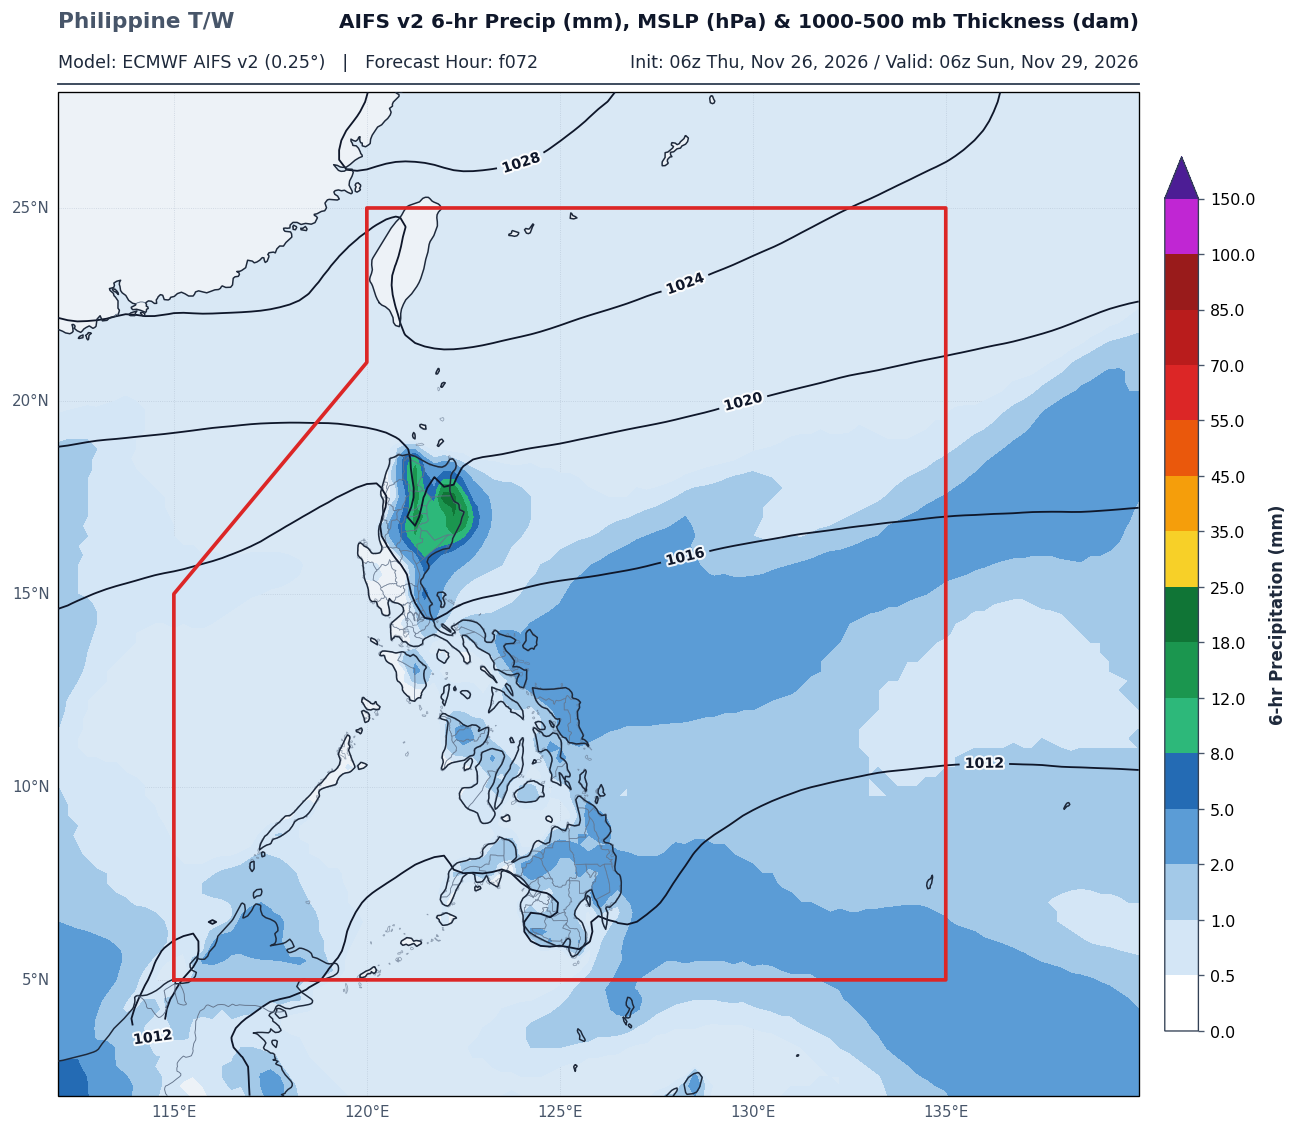 Philippine T/W
AIFS v2 6-hr Precip (mm), MSLP (hPa) & 1000-500 mb Thickness (dam)
Model: ECMWF AIFS v2 (0.25°) | Forecast Hour: f072
Init: 06z Thu, Nov 26, 2026 / Valid: 06z Sun, Nov 29, 2026
1028
25°N
1024
20°N
1020
1016
15°N
1012
10°N
5°N
1012
115°E
120°E
125°E
130°E
135°E
150.0
100.0
85.0
70.0
55.0
45.0
35.0
25.0
18.0
12.0
8.0
5.0
2.0
1.0
0.5
0.0
6-hr Precipitation (mm)